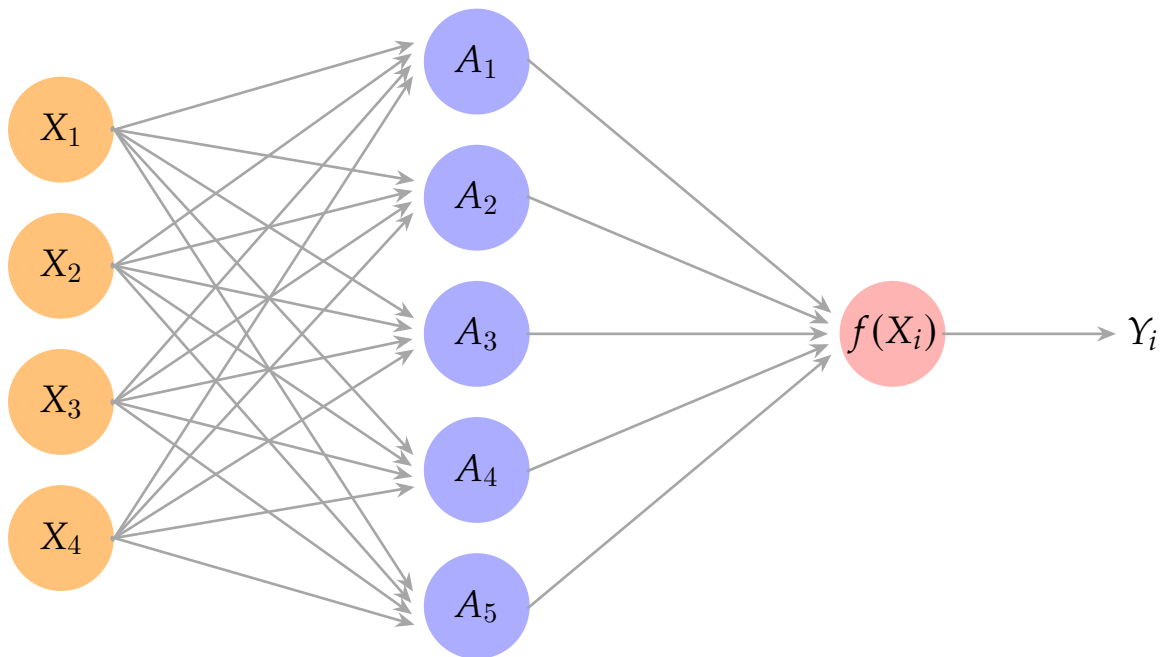 X₁
X₂
X₃
X₄
A₁
A₂
A₃
A₄
A₅
f(Xᵢ)
Yᵢ